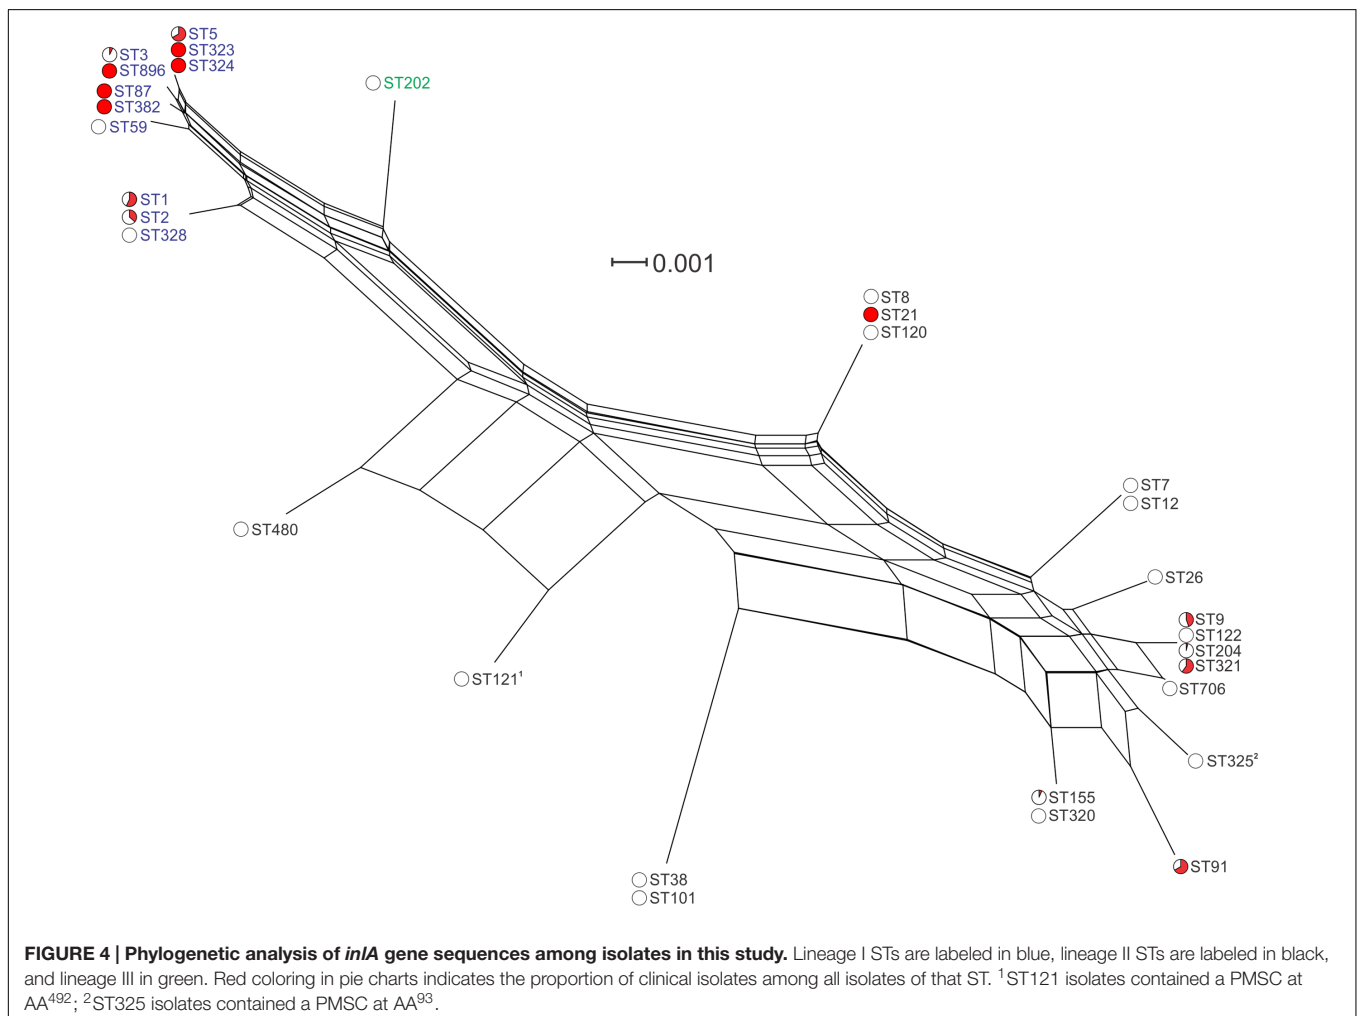 ST5
ST323
ST324
ST3
ST896
ST87
ST382
ST59
ST202
ST1
ST2
ST328
0.001
ST8
ST21
ST120
ST7
ST12
ST480
ST26
ST9
ST122
ST204
ST321
ST706
ST121¹
ST325²
ST155
ST320
ST91
ST38
ST101
FIGURE 4 | Phylogenetic analysis of inlA gene sequences among isolates in this study. Lineage I STs are labeled in blue, lineage II STs are labeled in black,
and lineage III in green. Red coloring in pie charts indicates the proportion of clinical isolates among all isolates of that ST. ¹ST121 isolates contained a PMSC at
AA⁴⁹²; ²ST325 isolates contained a PMSC at AA⁹³.